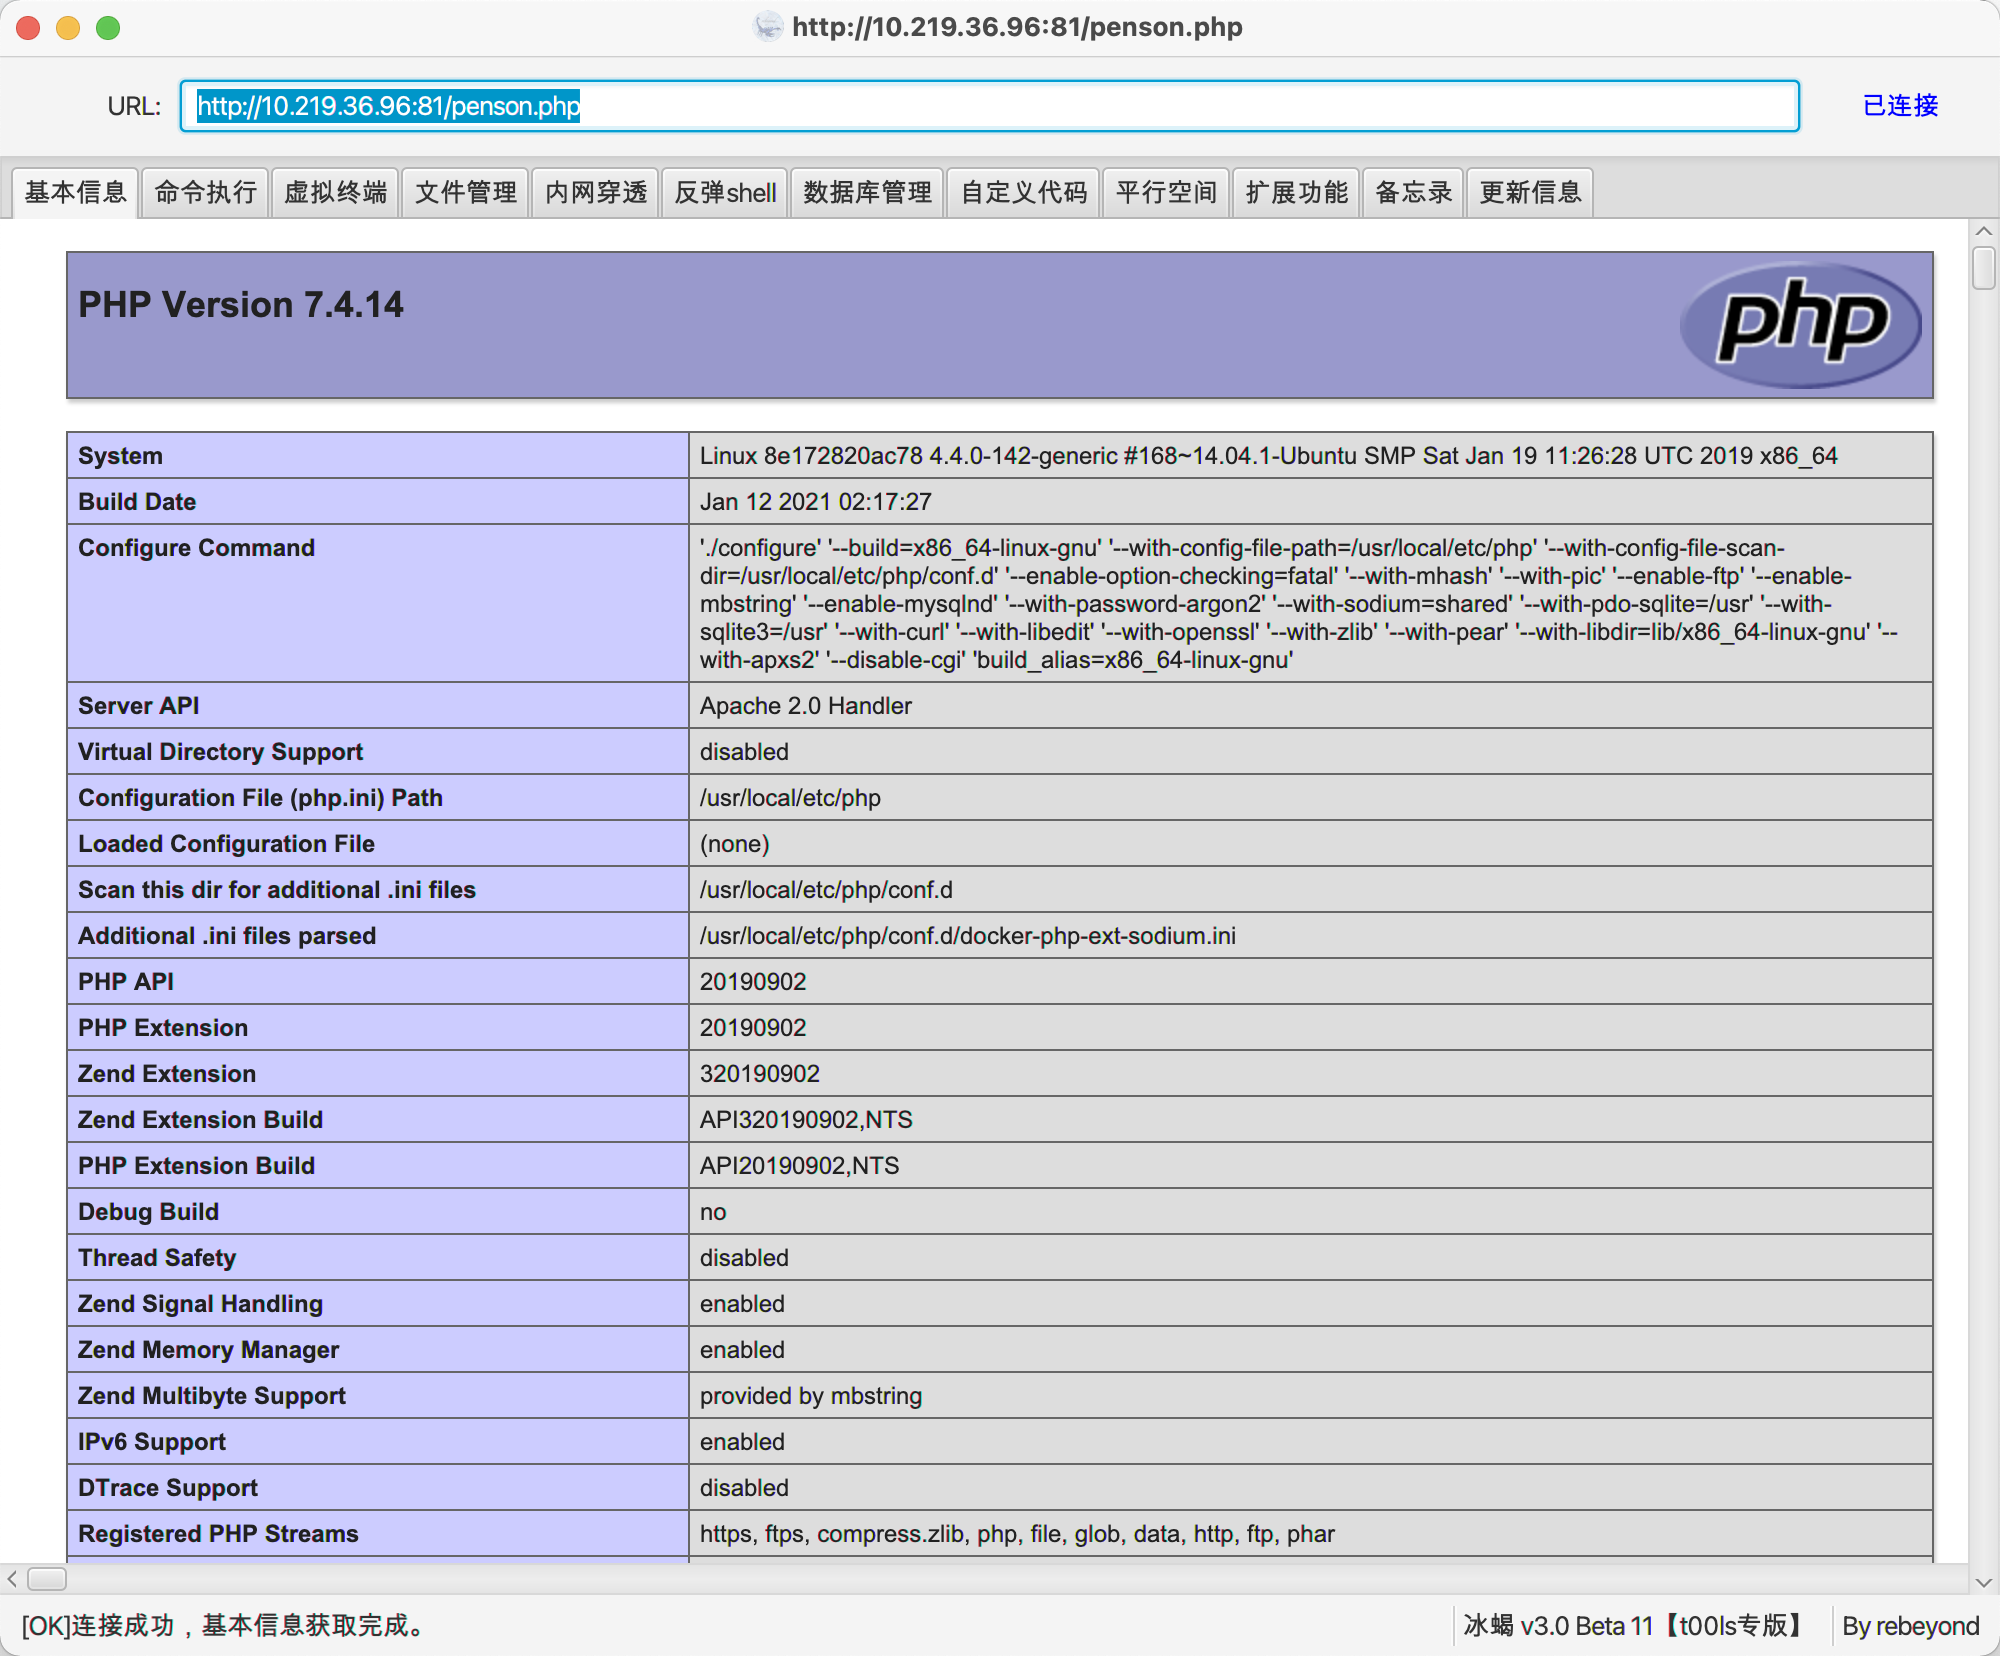 http://10.219.36.96:81/penson.php
URL: http://10.219.36.96:81/penson.php 已连接
基本信息 命令执行 虚拟终端 文件管理 内网穿透 反弹shell 数据库管理 自定义代码 平行空间 扩展功能 备忘录 更新信息
PHP Version 7.4.14 php
System Linux 8e172820ac78 4.4.0-142-generic #168~14.04.1-Ubuntu SMP Sat Jan 19 11:26:28 UTC 2019 x86_64
Build Date Jan 12 2021 02:17:27
Configure Command './configure' '--build=x86_64-linux-gnu' '--with-config-file-path=/usr/local/etc/php' '--with-config-file-scan-
dir=/usr/local/etc/php/conf.d' '--enable-option-checking=fatal' '--with-mhash' '--with-pic' '--enable-ftp' '--enable-
mbstring' '--enable-mysqlnd' '--with-password-argon2' '--with-sodium=shared' '--with-pdo-sqlite=/usr' '--with-
sqlite3=/usr' '--with-curl' '--with-libedit' '--with-openssl' '--with-zlib' '--with-pear' '--with-libdir=lib/x86_64-linux-gnu' '--
with-apxs2' '--disable-cgi' 'build_alias=x86_64-linux-gnu'
Server API Apache 2.0 Handler
Virtual Directory Support disabled
Configuration File (php.ini) Path /usr/local/etc/php
Loaded Configuration File (none)
Scan this dir for additional .ini files /usr/local/etc/php/conf.d
Additional .ini files parsed /usr/local/etc/php/conf.d/docker-php-ext-sodium.ini
PHP API 20190902
PHP Extension 20190902
Zend Extension 320190902
Zend Extension Build API320190902,NTS
PHP Extension Build API20190902,NTS
Debug Build no
Thread Safety disabled
Zend Signal Handling enabled
Zend Memory Manager enabled
Zend Multibyte Support provided by mbstring
IPv6 Support enabled
DTrace Support disabled
Registered PHP Streams https, ftps, compress.zlib, php, file, glob, data, http, ftp, phar
[OK]连接成功，基本信息获取完成。 冰蝎 v3.0 Beta 11【t00ls专版】 By rebeyond